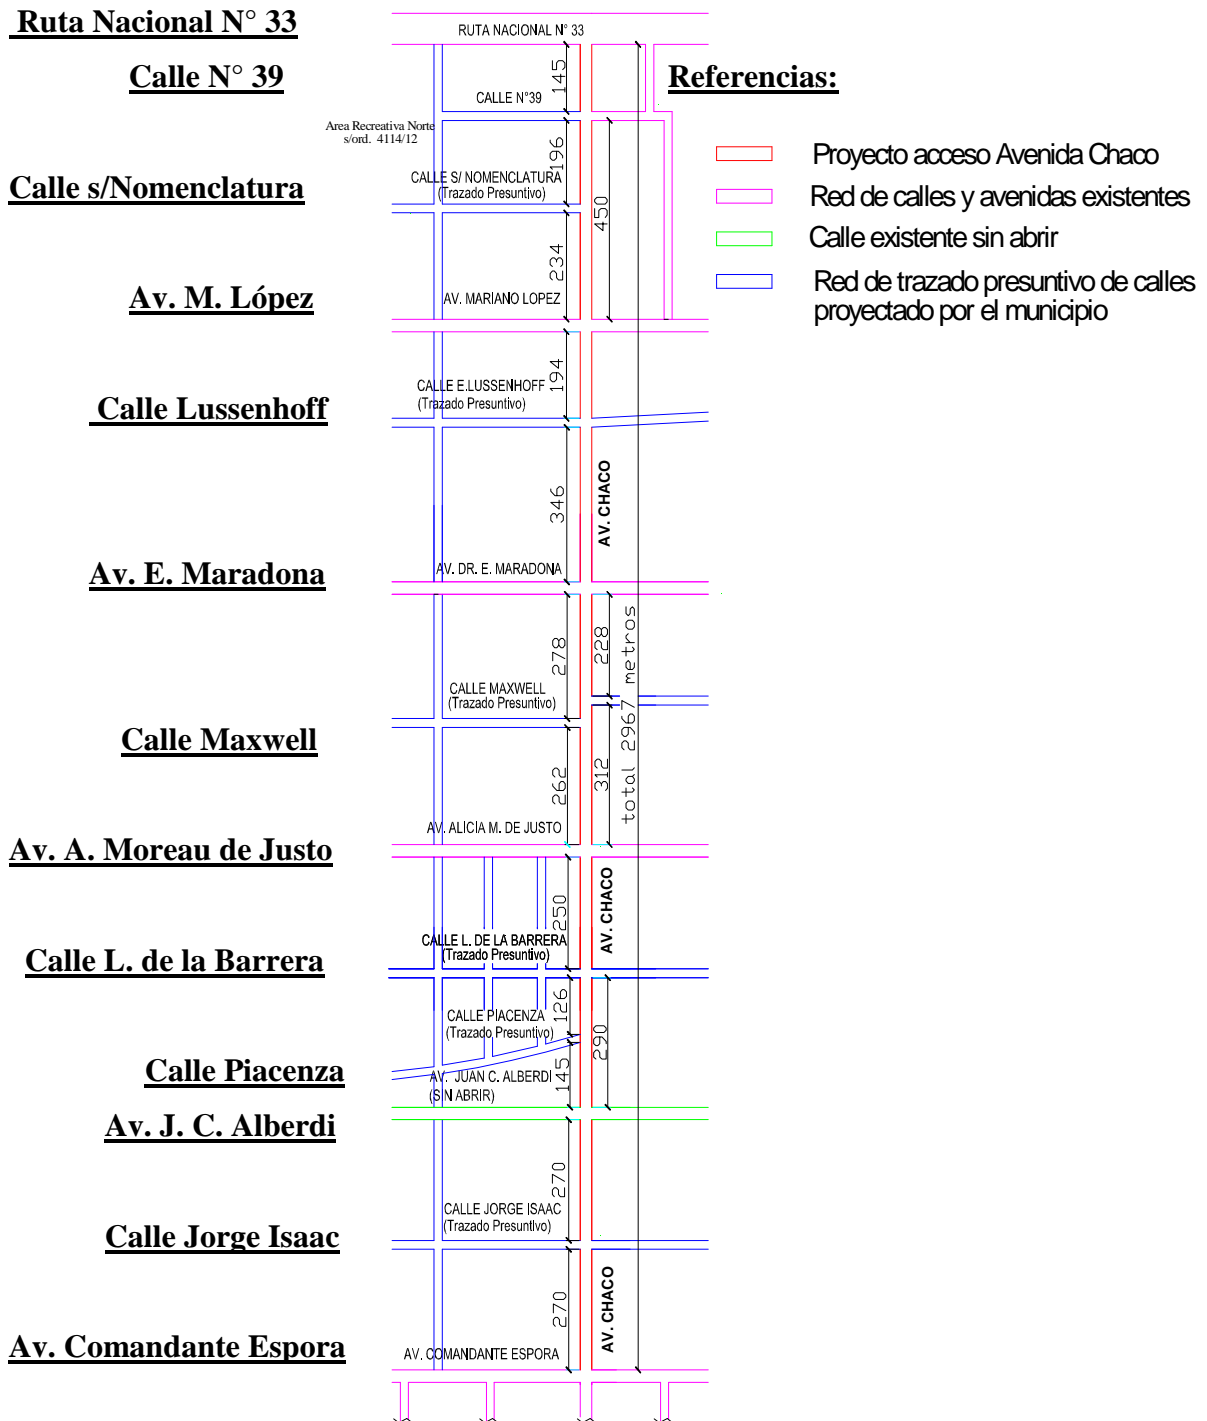 Ruta Nacional N° 33
RUTA NACIONAL N° 33
Calle N° 39
145
Referencias:
CALLE N°39
Area Recreativa Norte
s/ord. 4114/12
Proyecto acceso Avenida Chaco
196
CALLE S/ NOMENCLATURA
(Trazado Presuntivo)
Calle s/Nomenclatura
Red de calles y avenidas existentes
450
Calle existente sin abrir
234
Red de trazado presuntivo de calles
proyectado por el municipio
Av. M. López
AV. MARIANO LOPEZ
194
CALLE E.LUSSENHOFF
(Trazado Presuntivo)
Calle Lussenhoff
346
AV. CHACO
Av. E. Maradona
AV. DR. E. MARADONA
278
228
total 2967 metros
CALLE MAXWELL
(Trazado Presuntivo)
Calle Maxwell
262
312
AV. ALICIA M. DE JUSTO
Av. A. Moreau de Justo
250
AV. CHACO
CALLE L. DE LA BARRERA
(Trazado Presuntivo)
Calle L. de la Barrera
126
CALLE PIACENZA
(Trazado Presuntivo)
290
Calle Piacenza
145
AV. JUAN C. ALBERDI
(SIN ABRIR)
Av. J. C. Alberdi
270
CALLE JORGE ISAAC
(Trazado Presuntivo)
Calle Jorge Isaac
270
AV. CHACO
Av. Comandante Espora
AV. COMANDANTE ESPORA